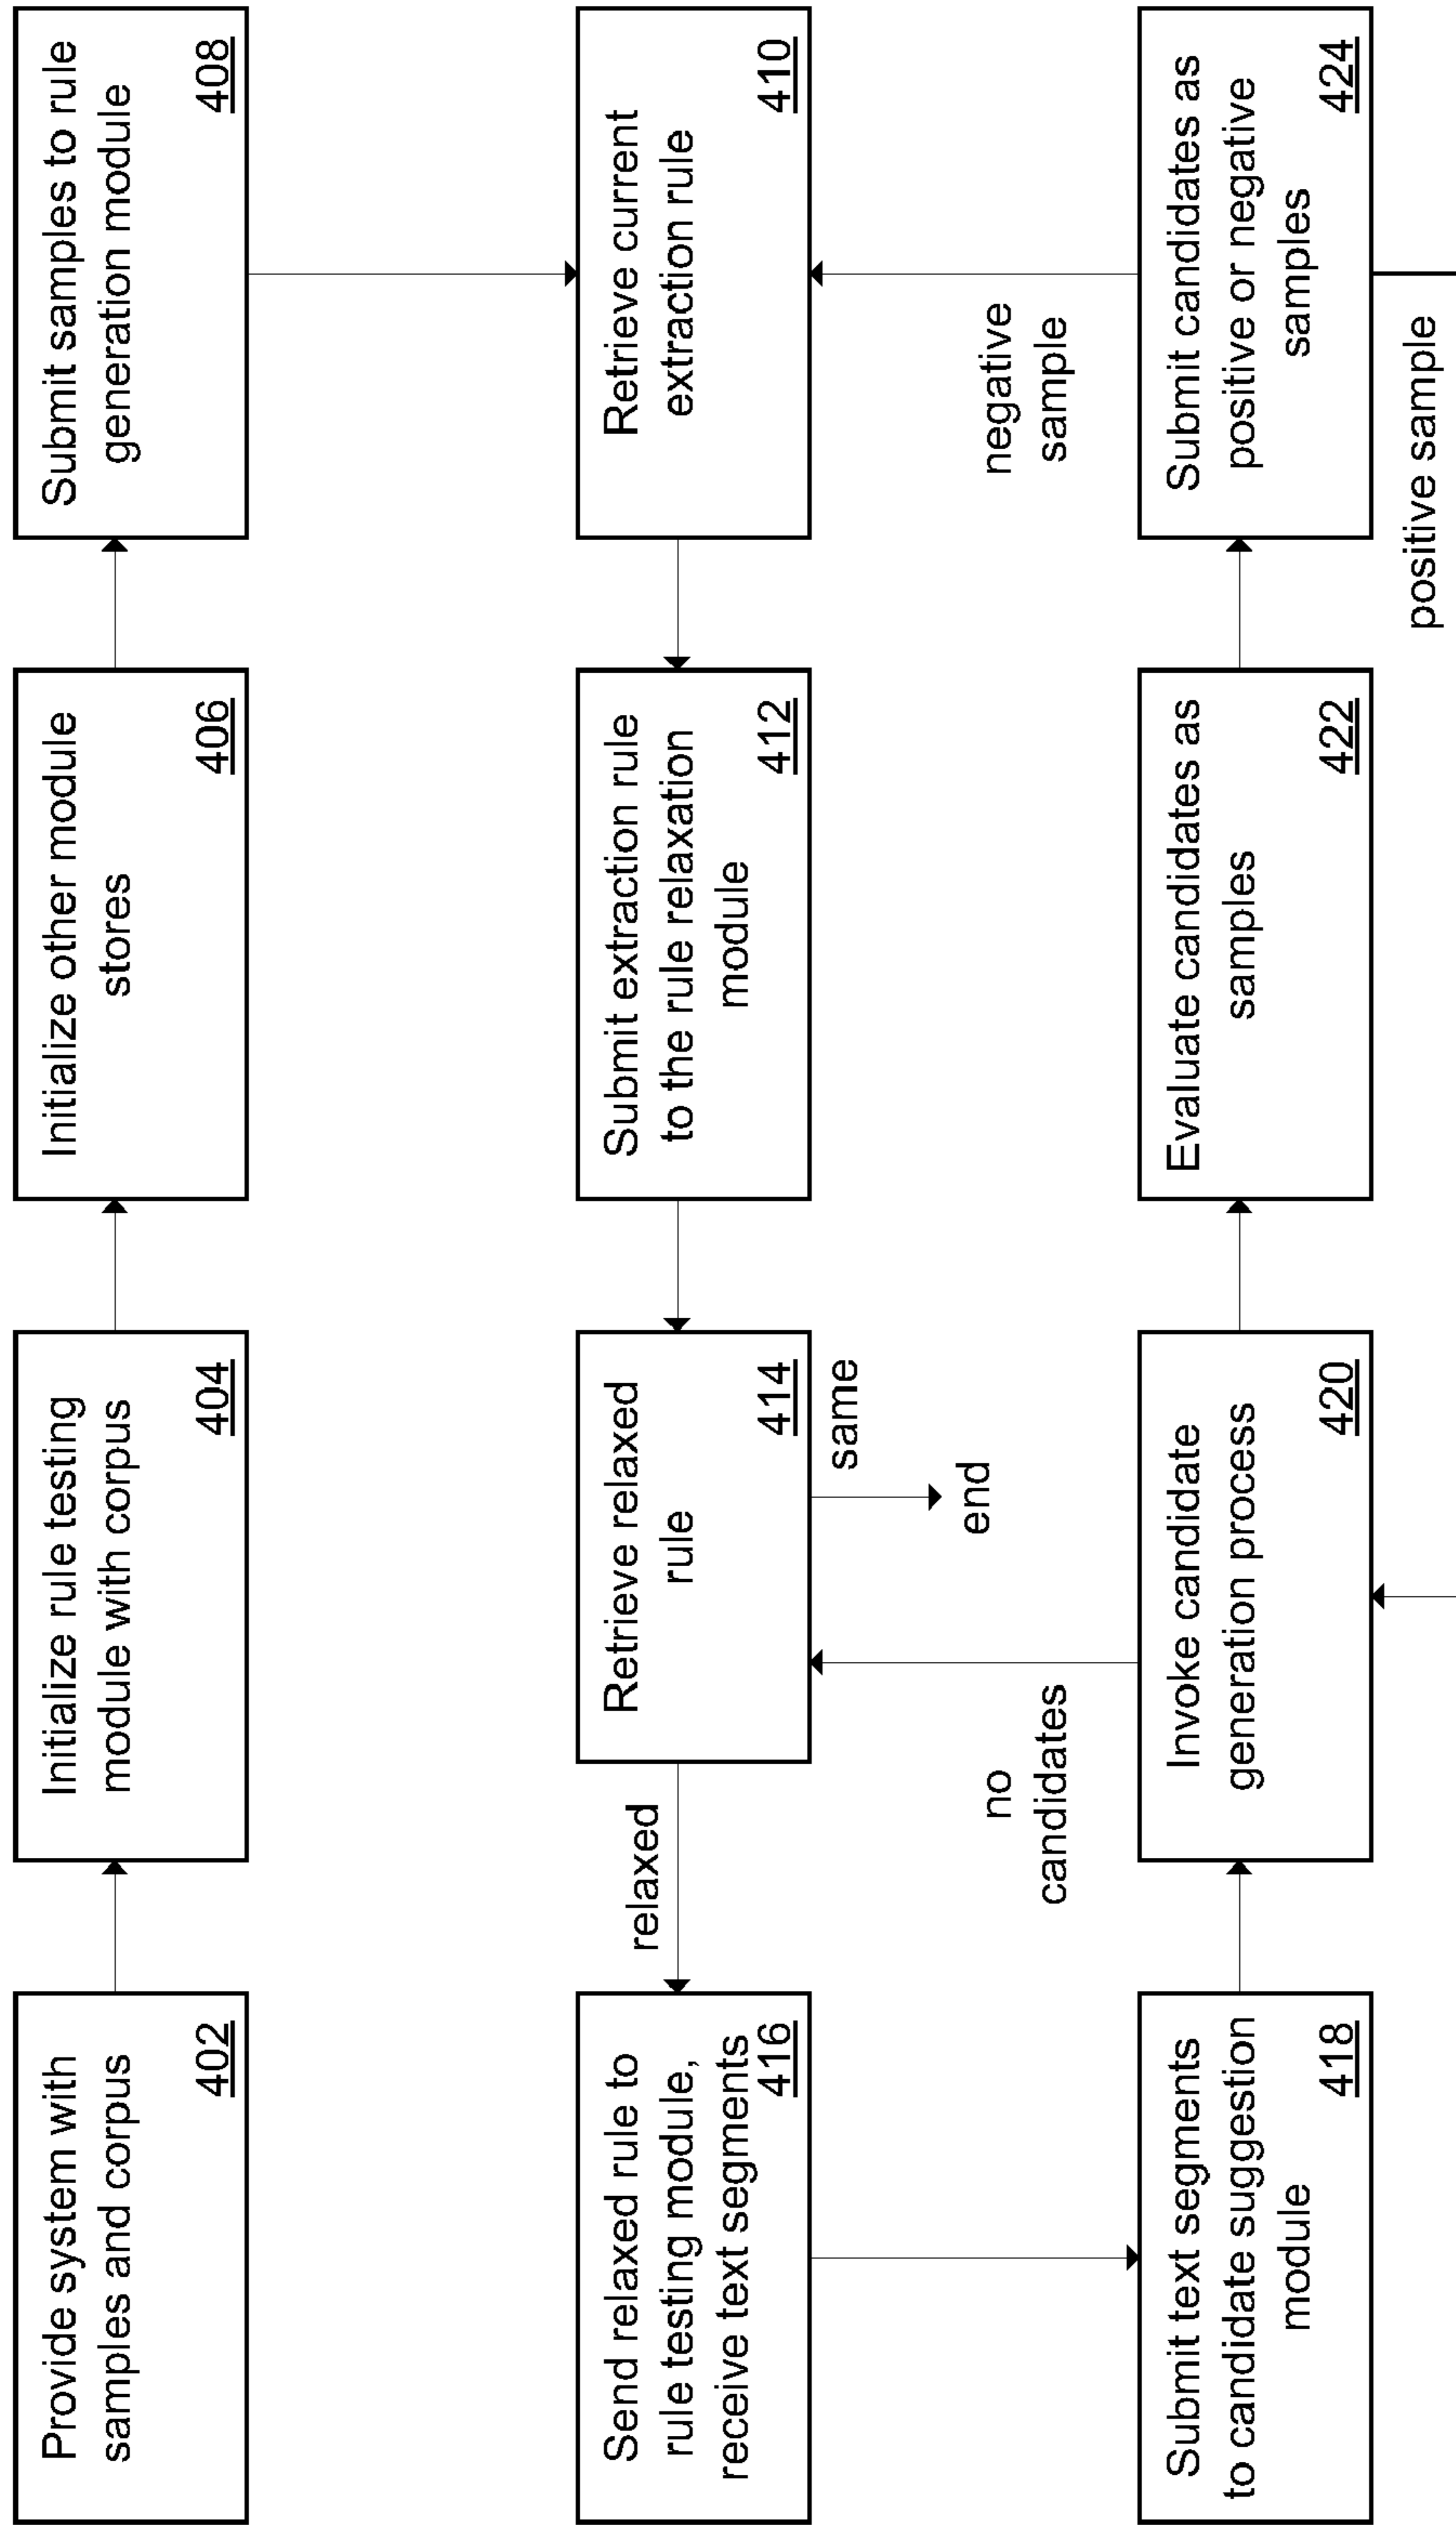 Provide system with
samples and corpus
402
Initialize rule testing
module with corpus
404
Initialize other module
stores
406
Submit samples to rule
generation module
408
Retrieve current
extraction rule
410
Submit extraction rule
to the rule relaxation
module
412
Retrieve relaxed
rule
414
same
end
relaxed
Send relaxed rule to
rule testing module,
receive text segments
416
Submit text segments
to candidate suggestion
module
418
no
candidates
Invoke candidate
generation process
420
Evaluate candidates as
samples
422
negative
sample
Submit candidates as
positive or negative
samples
424
positive sample